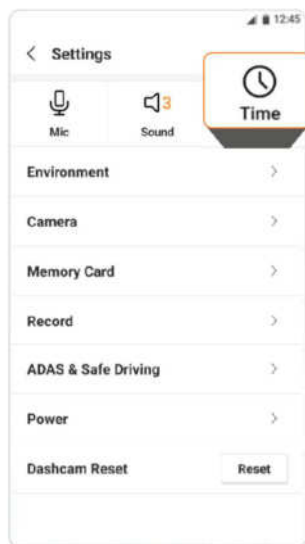 12:45
Settings
3
Time
Mic
Sound
Environment
Camera
Memory Card
Record
ADAS & Safe Driving
Power
Dashcam Reset
Reset